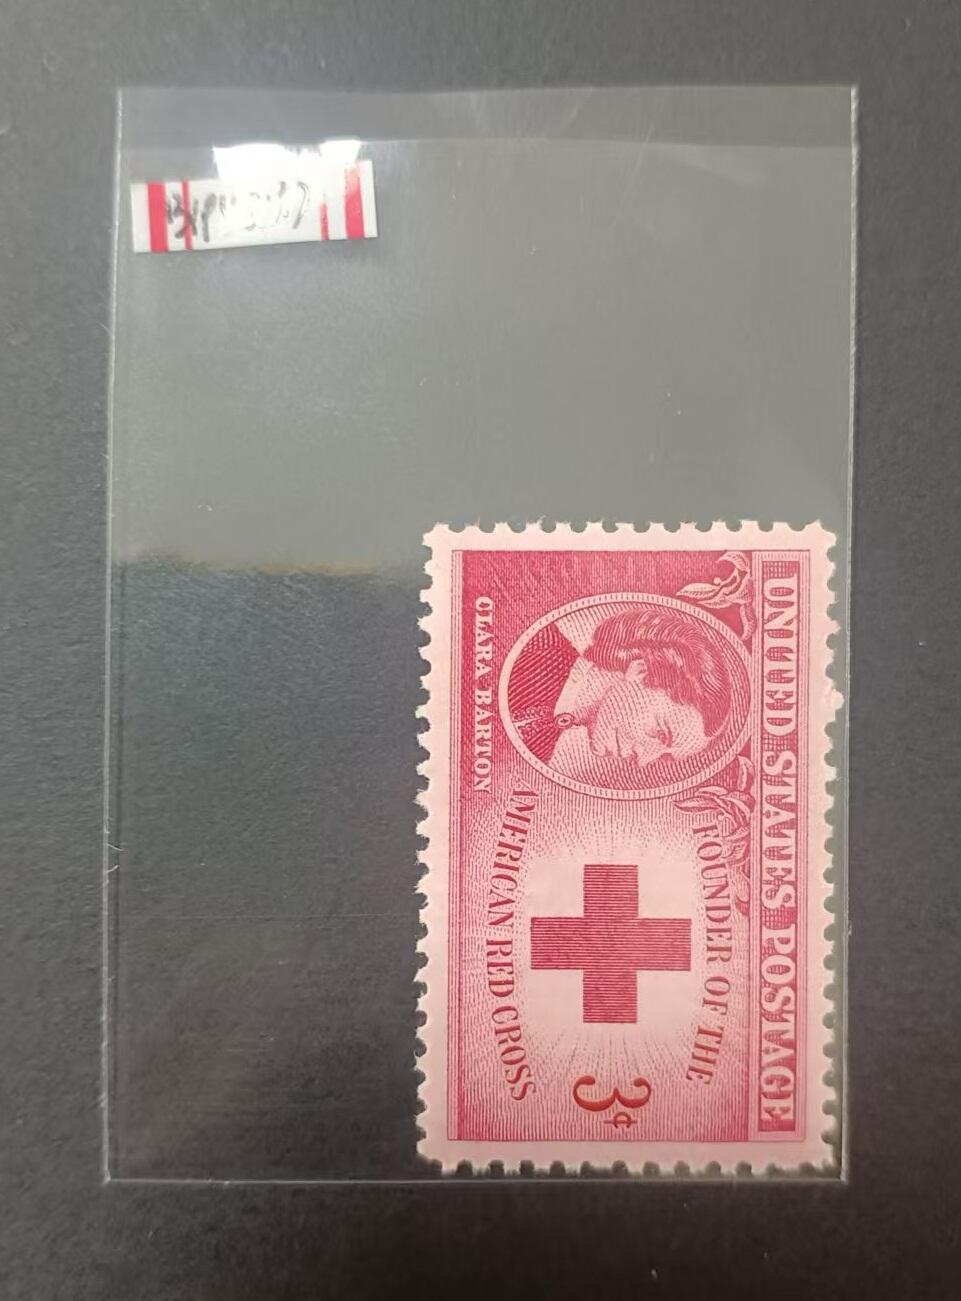 UNITED STATES POSTAGE
CLARA BARTON
FOUNDER OF THE
AMERICAN RED CROSS
3¢